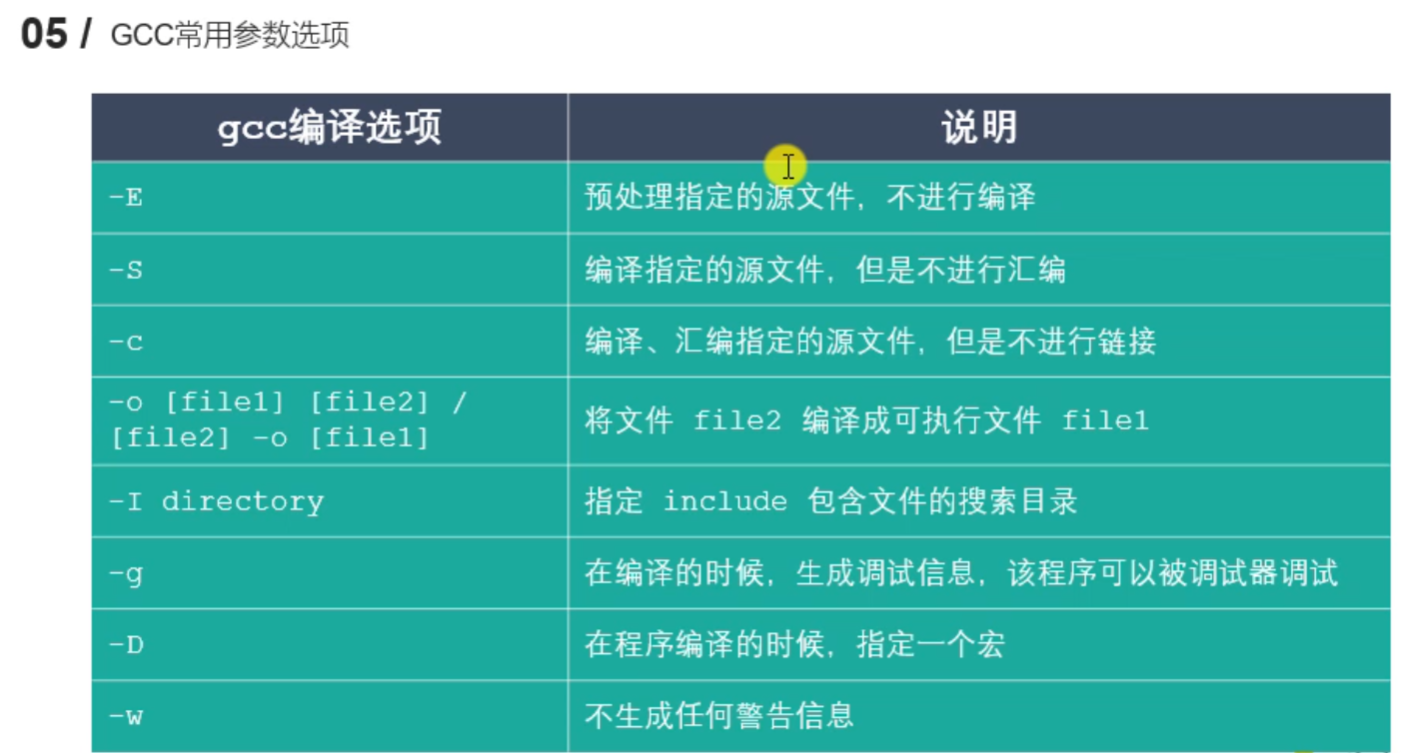 05 / GCC常用参数选项
gcc编译选项 说明
-E 预处理指定的源文件，不进行编译
-S 编译指定的源文件，但是不进行汇编
-c 编译、汇编指定的源文件，但是不进行链接
-o [file1] [file2] /
[file2] -o [file1]
将文件 file2 编译成可执行文件 file1
-I directory 指定 include 包含文件的搜索目录
-g 在编译的时候，生成调试信息，该程序可以被调试器调试
-D 在程序编译的时候，指定一个宏
-w 不生成任何警告信息